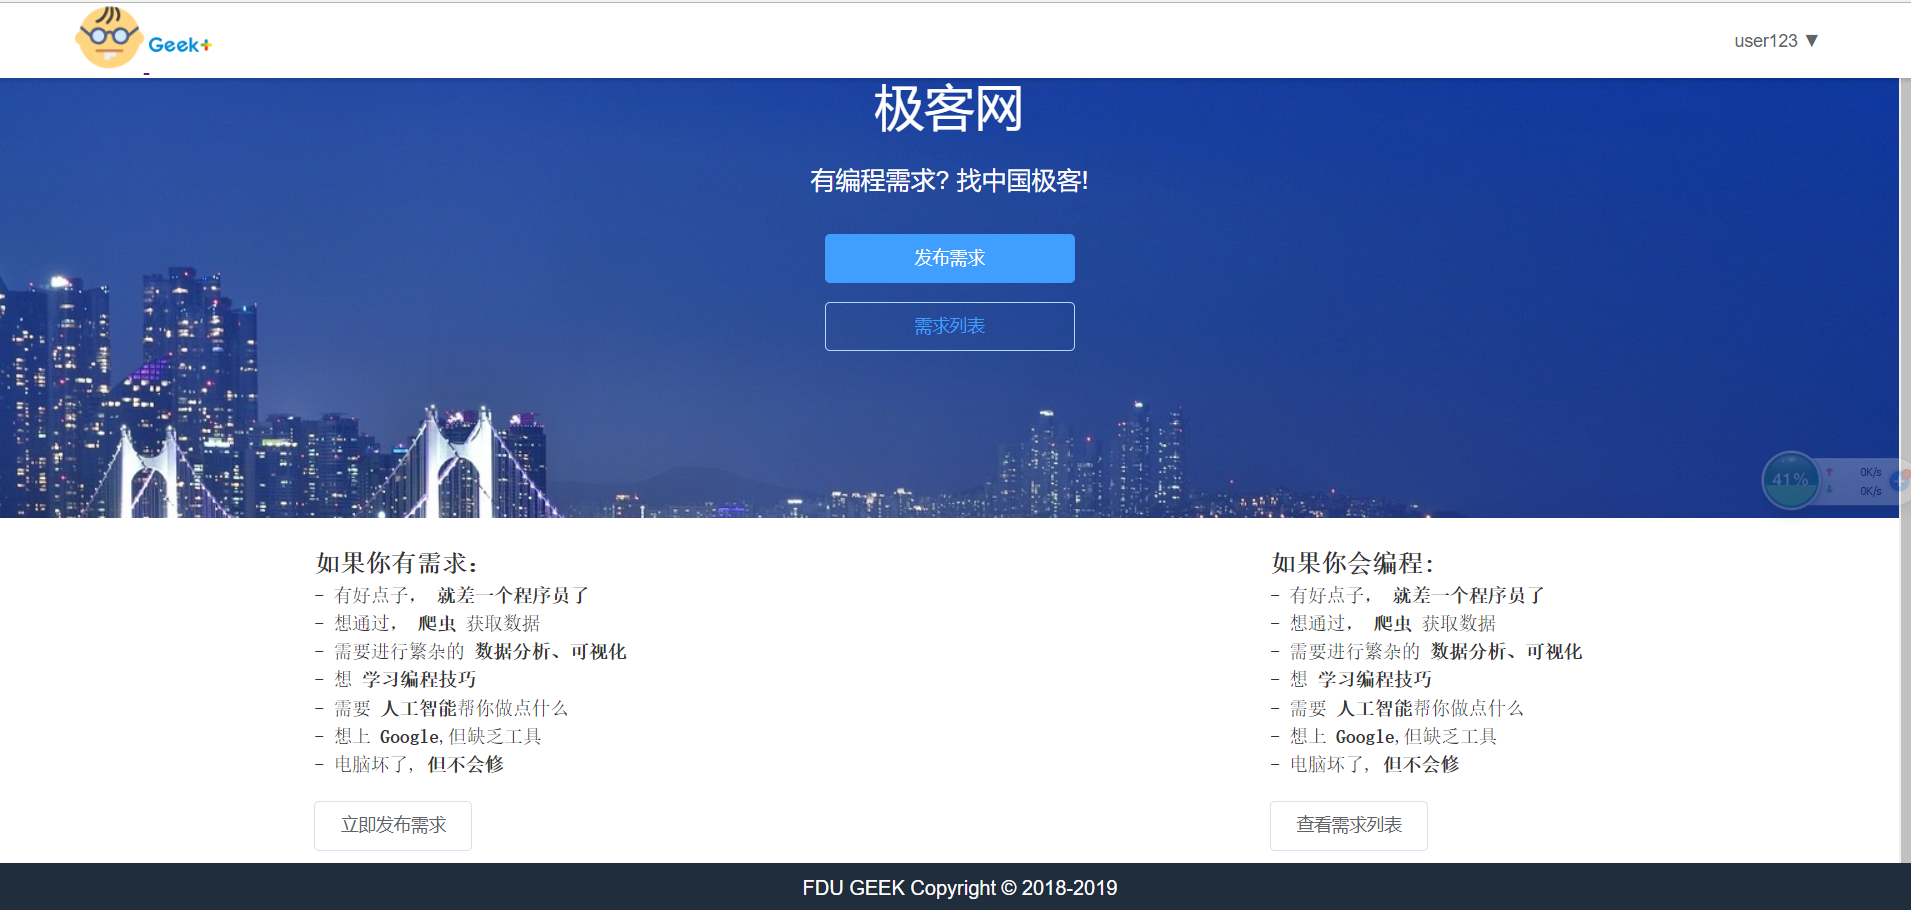 Geek+
user123 ▼
极客网
有编程需求? 找中国极客!
发布需求
需求列表
41%
0K/s
0K/s
如果你有需求:
- 有好点子, 就差一个程序员了
- 想通过, 爬虫 获取数据
- 需要进行繁杂的 数据分析、可视化
- 想 学习编程技巧
- 需要 人工智能帮你做点什么
- 想上 Google,但缺乏工具
- 电脑坏了, 但不会修
立即发布需求
如果你会编程:
- 有好点子, 就差一个程序员了
- 想通过, 爬虫 获取数据
- 需要进行繁杂的 数据分析、可视化
- 想 学习编程技巧
- 需要 人工智能帮你做点什么
- 想上 Google,但缺乏工具
- 电脑坏了, 但不会修
查看需求列表
FDU GEEK Copyright © 2018-2019